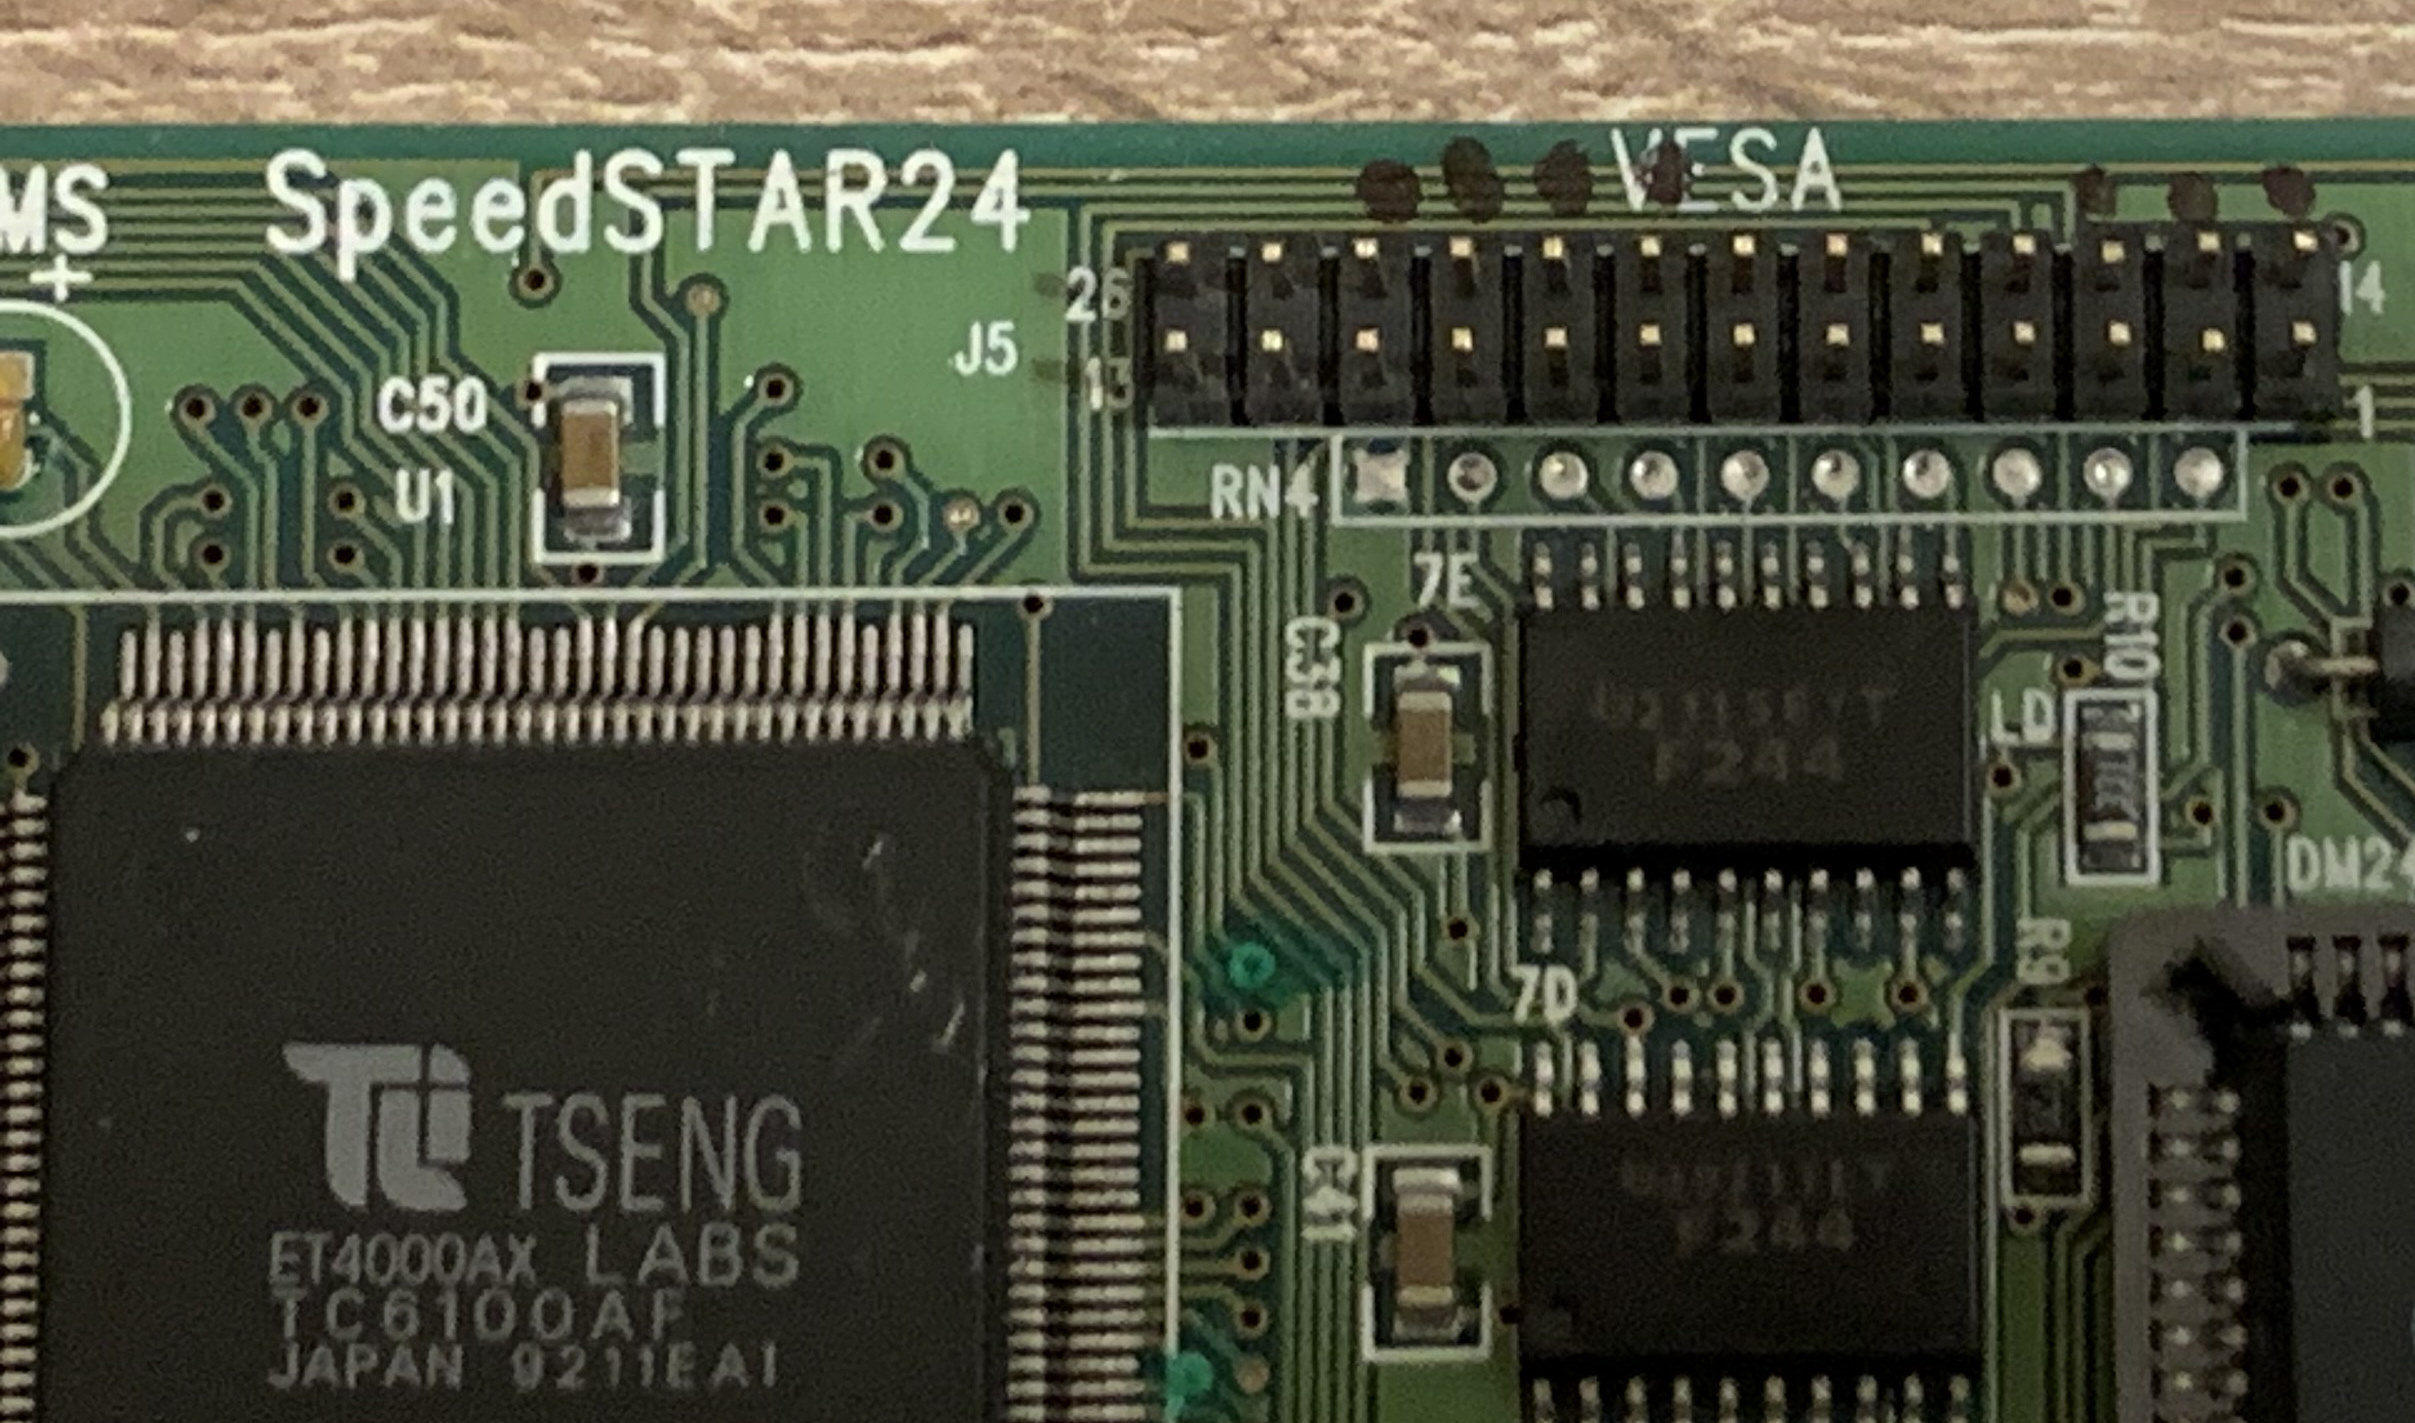 MS
+
SpeedSTAR24
VESA
26
14
J5
13
1
C50
U1
RN4
7E
C38
R10
F244
LD
DM24
7D
R9
C41
F244
TSENG
LABS
ET4000AX
TC6100AF
JAPAN 9211EAI